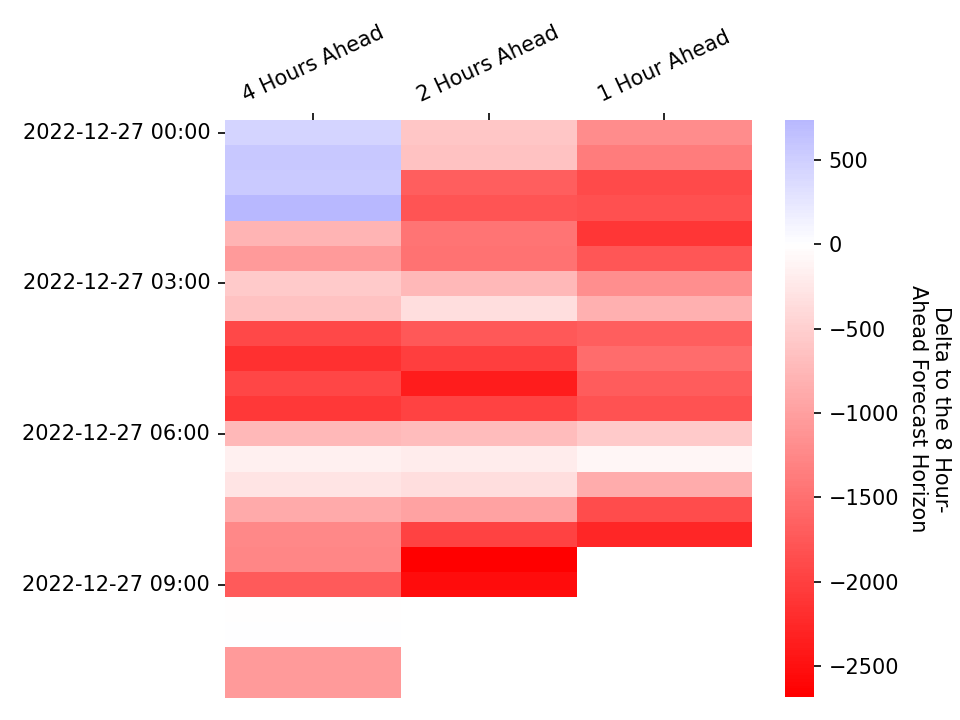 4 Hours Ahead
2 Hours Ahead
1 Hour Ahead
2022-12-27 00:00
2022-12-27 03:00
2022-12-27 06:00
2022-12-27 09:00
500
0
−500
−1000
−1500
−2000
−2500
Delta to the 8 Hour-
Ahead Forecast Horizon